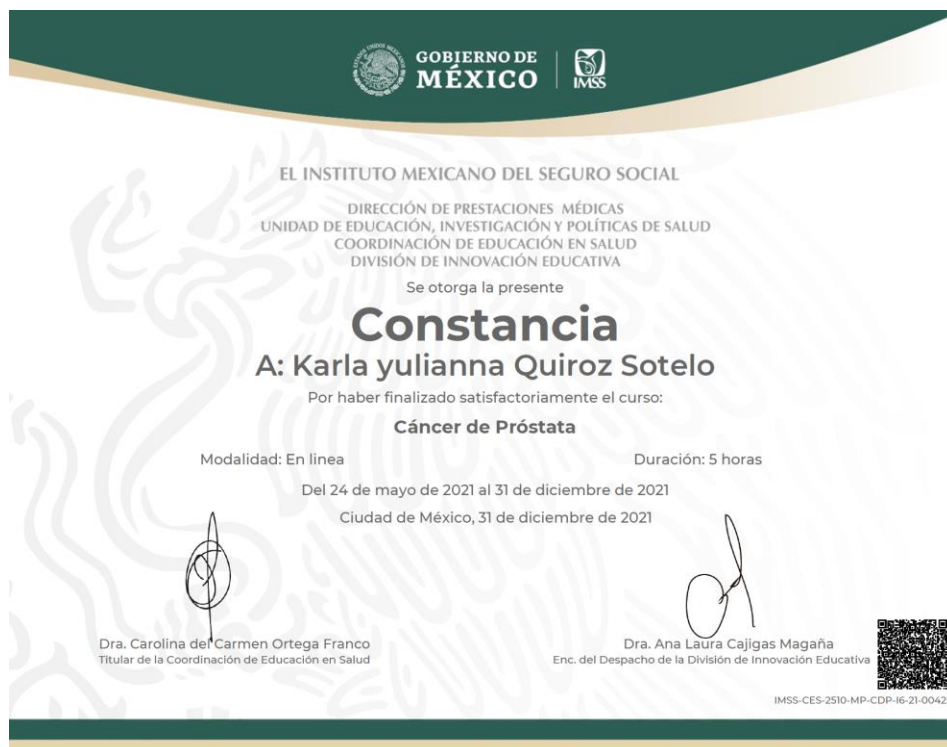 GOBIERNO DE
MÉXICO
IMSS
EL INSTITUTO MEXICANO DEL SEGURO SOCIAL
DIRECCIÓN DE PRESTACIONES MÉDICAS
UNIDAD DE EDUCACIÓN, INVESTIGACIÓN Y POLÍTICAS DE SALUD
COORDINACIÓN DE EDUCACIÓN EN SALUD
DIVISIÓN DE INNOVACIÓN EDUCATIVA
Se otorga la presente
Constancia
A: Karla yulianna Quiroz Sotelo
Por haber finalizado satisfactoriamente el curso:
Cáncer de Próstata
Modalidad: En linea
Duración: 5 horas
Del 24 de mayo de 2021 al 31 de diciembre de 2021
Ciudad de México, 31 de diciembre de 2021
Dra. Carolina del Carmen Ortega Franco
Titular de la Coordinación de Educación en Salud
Dra. Ana Laura Cajigas Magaña
Enc. del Despacho de la División de Innovación Educativa
IMSS-CES-2510-MP-CDP-I6-21-0042